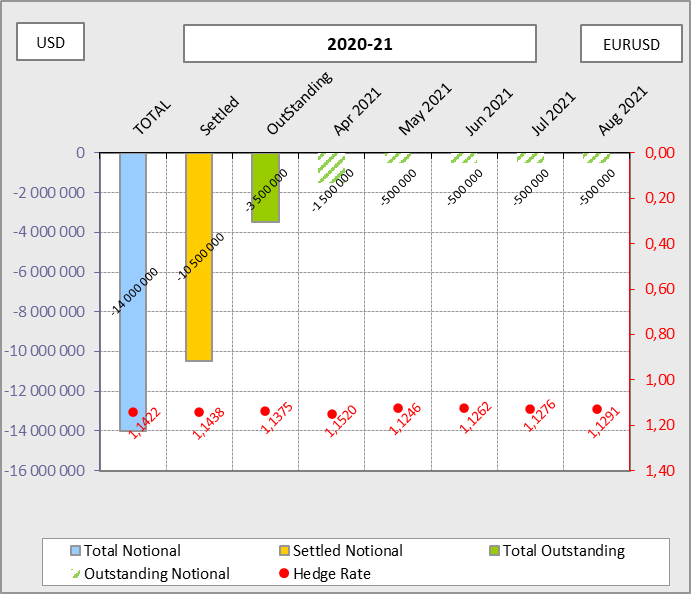 USD
2020-21
EURUSD
TOTAL
Settled
OutStanding
Apr 2021
May 2021
Jun 2021
Jul 2021
Aug 2021
0
-2 000 000
-4 000 000
-6 000 000
-8 000 000
-10 000 000
-12 000 000
-14 000 000
-16 000 000
-14 000 000
-10 500 000
-3 500 000
-1 500 000
-500 000
-500 000
-500 000
-500 000
1,1422
1,1438
1,1375
1,1520
1,1246
1,1262
1,1276
1,1291
0,00
0,20
0,40
0,60
0,80
1,00
1,20
1,40
Total Notional
Settled Notional
Total Outstanding
Outstanding Notional
Hedge Rate